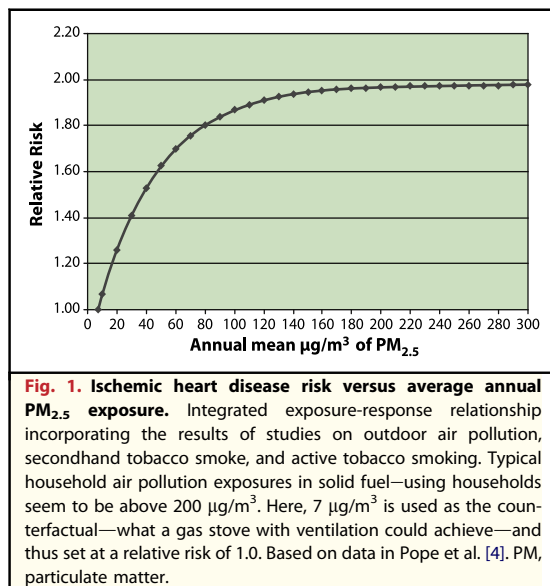 2.20
2.00
1.80
1.60
1.40
1.20
1.00
Relative Risk
0 20 40 60 80 100 120 140 160 180 200 220 240 260 280 300
Annual mean µg/m³ of PM2.5
Fig. 1. Ischemic heart disease risk versus average annual
PM2.5 exposure. Integrated exposure-response relationship
incorporating the results of studies on outdoor air pollution,
secondhand tobacco smoke, and active tobacco smoking. Typical
household air pollution exposures in solid fuel–using households
seem to be above 200 µg/m³. Here, 7 µg/m³ is used as the coun-
terfactual—what a gas stove with ventilation could achieve—and
thus set at a relative risk of 1.0. Based on data in Pope et al. [4]. PM,
particulate matter.